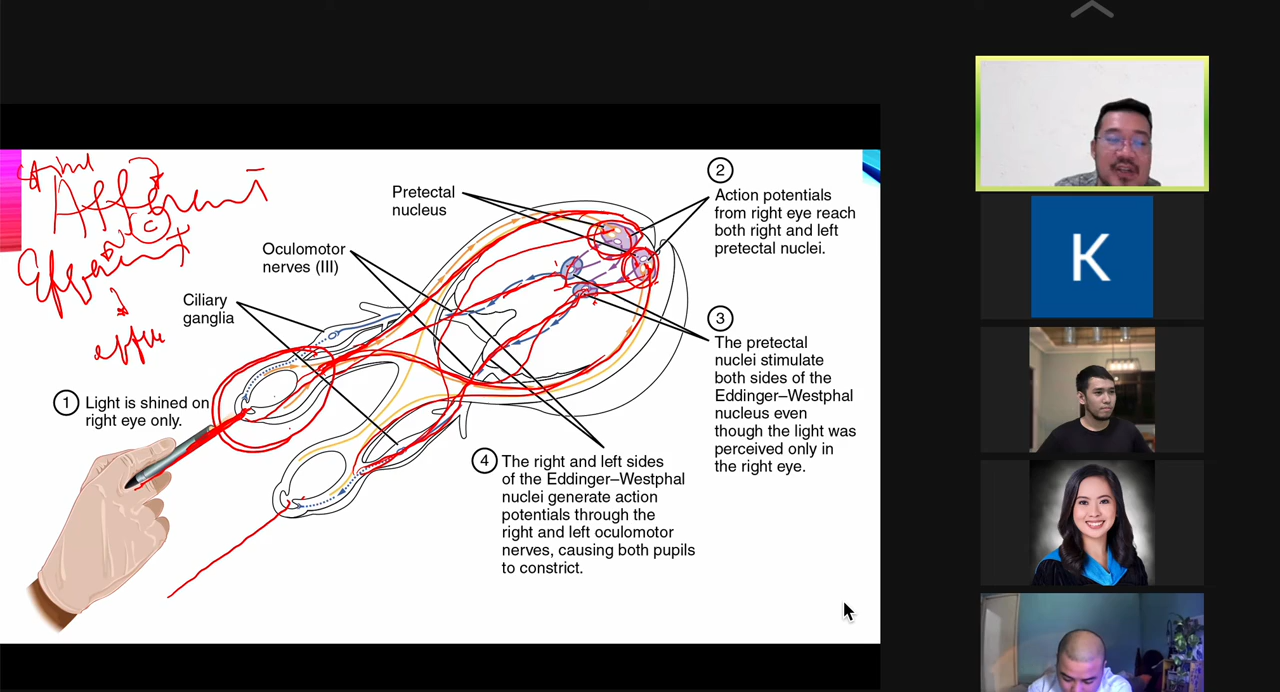 Afferent
Efferent
Pretectal
nucleus
Oculomotor
nerves (III)
Ciliary
ganglia
1 Light is shined on
right eye only.
2
Action potentials
from right eye reach
both right and left
pretectal nuclei.
3
The pretectal
nuclei stimulate
both sides of the
Eddinger–Westphal
nucleus even
though the light was
perceived only in
the right eye.
4 The right and left sides
of the Eddinger–Westphal
nuclei generate action
potentials through the
right and left oculomotor
nerves, causing both pupils
to constrict.
K